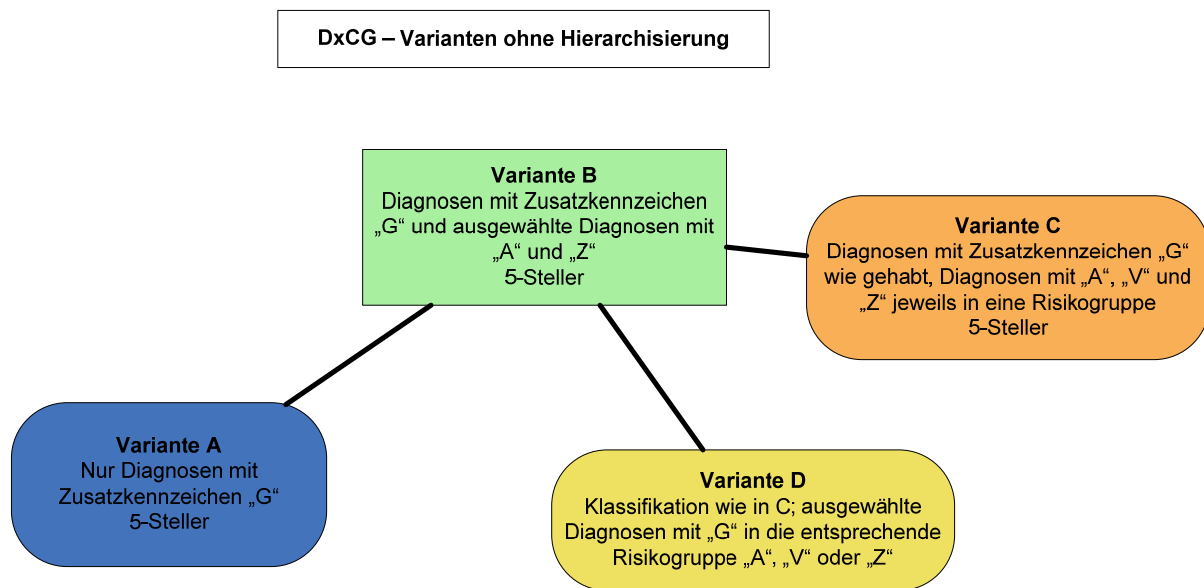 DxCG – Varianten ohne Hierarchisierung
Variante B
Diagnosen mit Zusatzkennzeichen
„G“ und ausgewählte Diagnosen mit
„A“ und „Z“
5-Steller
Variante C
Diagnosen mit Zusatzkennzeichen „G“
wie gehabt, Diagnosen mit „A“, „V“ und
„Z“ jeweils in eine Risikogruppe
5-Steller
Variante A
Nur Diagnosen mit
Zusatzkennzeichen „G“
5-Steller
Variante D
Klassifikation wie in C; ausgewählte
Diagnosen mit „G“ in die entsprechende
Risikogruppe „A“, „V“ oder „Z“